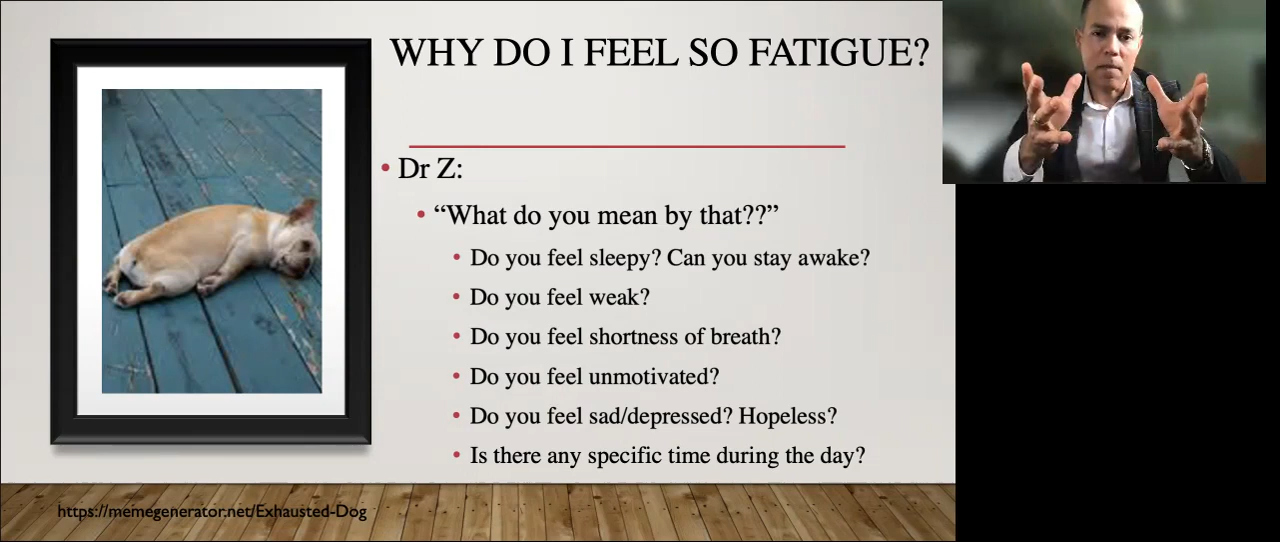 WHY DO I FEEL SO FATIGUE?
• Dr Z:
• “What do you mean by that??”
• Do you feel sleepy? Can you stay awake?
• Do you feel weak?
• Do you feel shortness of breath?
• Do you feel unmotivated?
• Do you feel sad/depressed? Hopeless?
• Is there any specific time during the day?
https://memegenerator.net/Exhausted-Dog